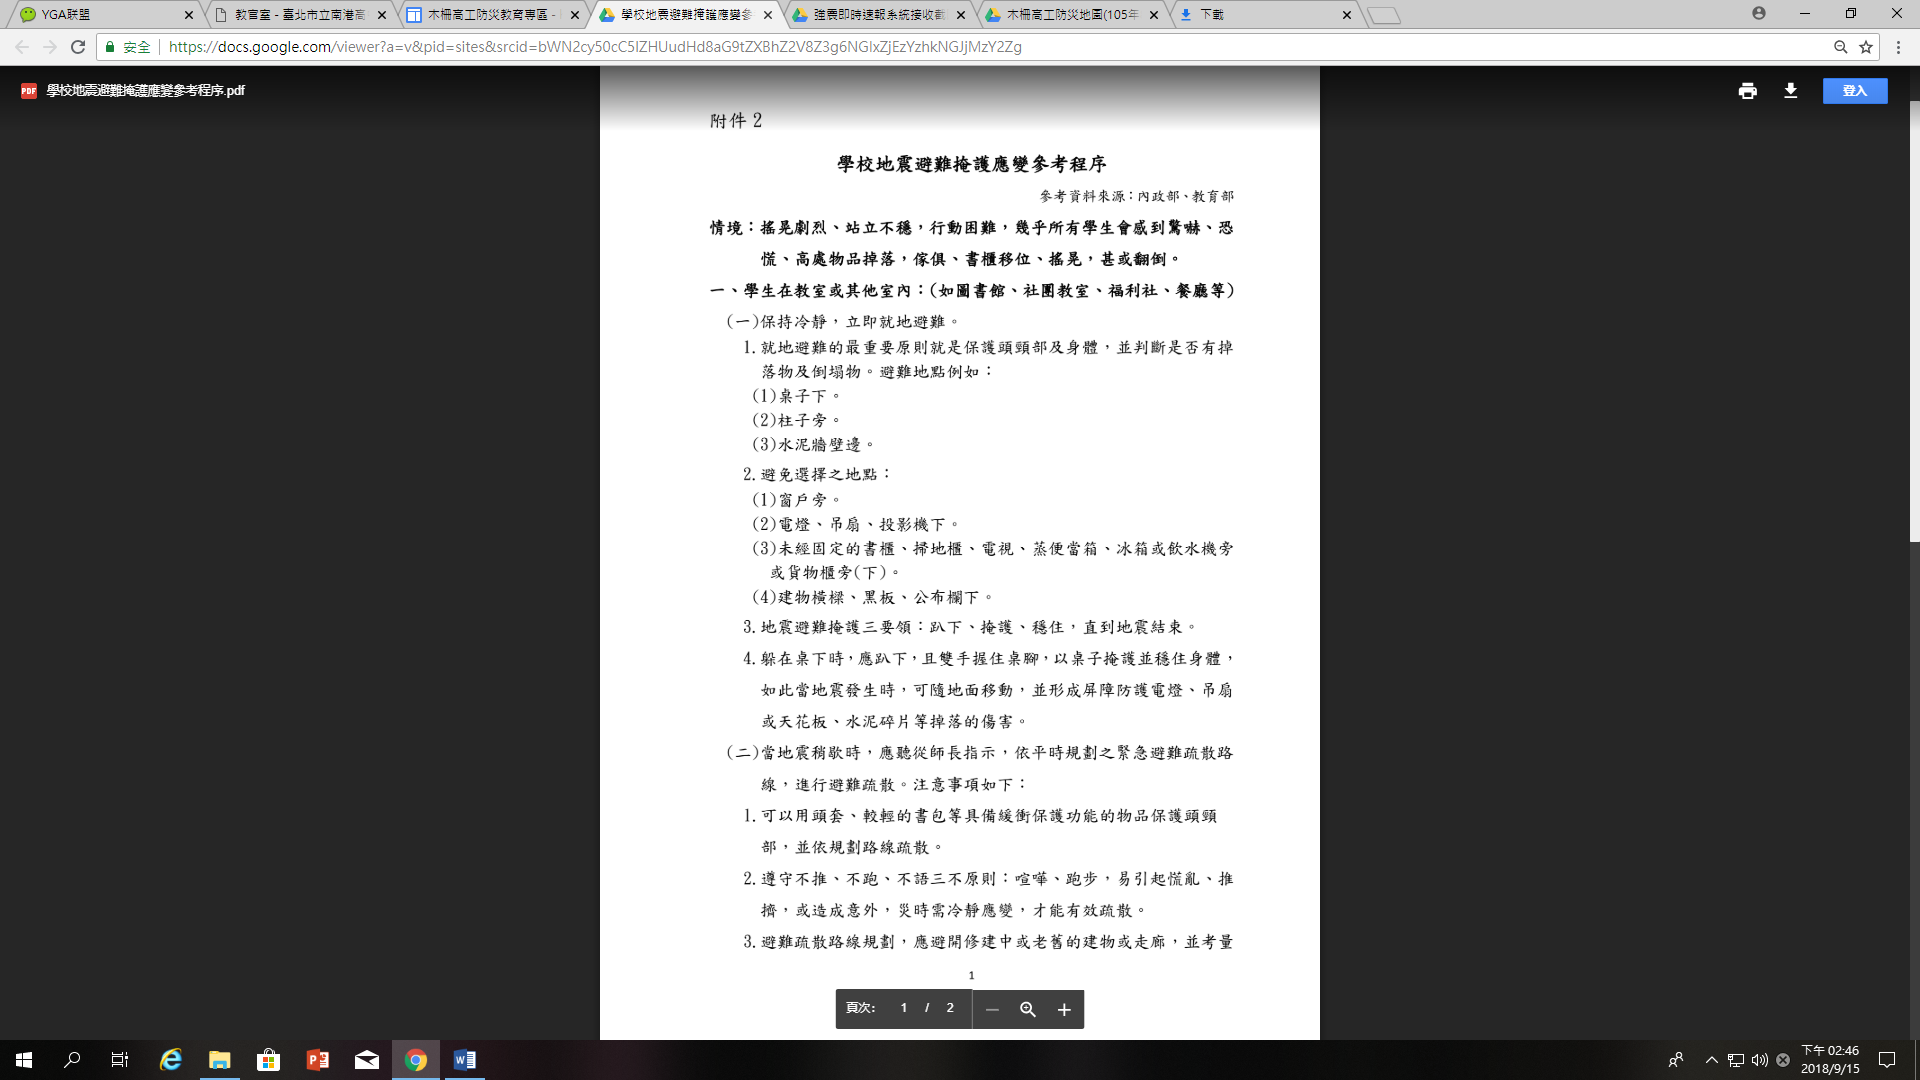 YGA联盟
教官室 - 臺北市立南港高
木柵高工防災教育專區 -
學校地震避難掩護應變參
強震即時速報系統接收截
木柵高工防災地圖(105年
下載
安全
https://docs.google.com/viewer?a=v&pid=sites&srcid=bWN2cy50cC5lZHUudHd8aG9tZXBhZ2V8Z3g6NGIxZjEzYzhkNGJjMzY2Zg
PDF 學校地震避難掩護應變參考程序.pdf
登入
附件 2
學校地震避難掩護應變參考程序
參考資料來源：內政部、教育部
情境：搖晃劇烈、站立不穩，行動困難，幾乎所有學生會感到驚嚇、恐
慌、高處物品掉落，傢俱、書櫃移位、搖晃，甚或翻倒。
一、學生在教室或其他室內：(如圖書館、社團教室、福利社、餐廳等)
(一)保持冷靜，立即就地避難。
1.就地避難的最重要原則就是保護頭頸部及身體，並判斷是否有掉
落物及倒塌物。避難地點例如：
(1)桌子下。
(2)柱子旁。
(3)水泥牆壁邊。
2.避免選擇之地點：
(1)窗戶旁。
(2)電燈、吊扇、投影機下。
(3)未經固定的書櫃、掃地櫃、電視、蒸便當箱、冰箱或飲水機旁
或貨物櫃旁(下)。
(4)建物橫樑、黑板、公布欄下。
3.地震避難掩護三要領：趴下、掩護、穩住，直到地震結束。
4.躲在桌下時，應趴下，且雙手握住桌腳，以桌子掩護並穩住身體，
如此當地震發生時，可隨地面移動，並形成屏障防護電燈、吊扇
或天花板、水泥碎片等掉落的傷害。
(二)當地震稍歇時，應聽從師長指示，依平時規劃之緊急避難疏散路
線，進行避難疏散。注意事項如下：
1.可以用頭套、較輕的書包等具備緩衝保護功能的物品保護頭頸
部，並依規劃路線疏散。
2.遵守不推、不跑、不語三不原則：喧嘩、跑步，易引起慌亂、推
擠，或造成意外，災時需冷靜應變，才能有效疏散。
3.避難疏散路線規劃，應避開修建中或老舊的建物或走廊，並考量
1
頁次: 1 / 2
下午 02:46
2018/9/15